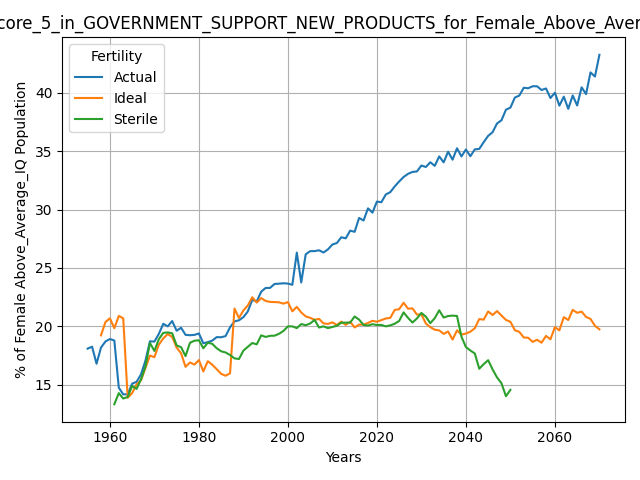 core_5_in_GOVERNMENT_SUPPORT_NEW_PRODUCTS_for_Female_Above_Aver
Fertility
Actual
Ideal
Sterile
% of Female Above_Average_IQ Population
40
35
30
25
20
15
1960 1980 2000 2020 2040 2060
Years